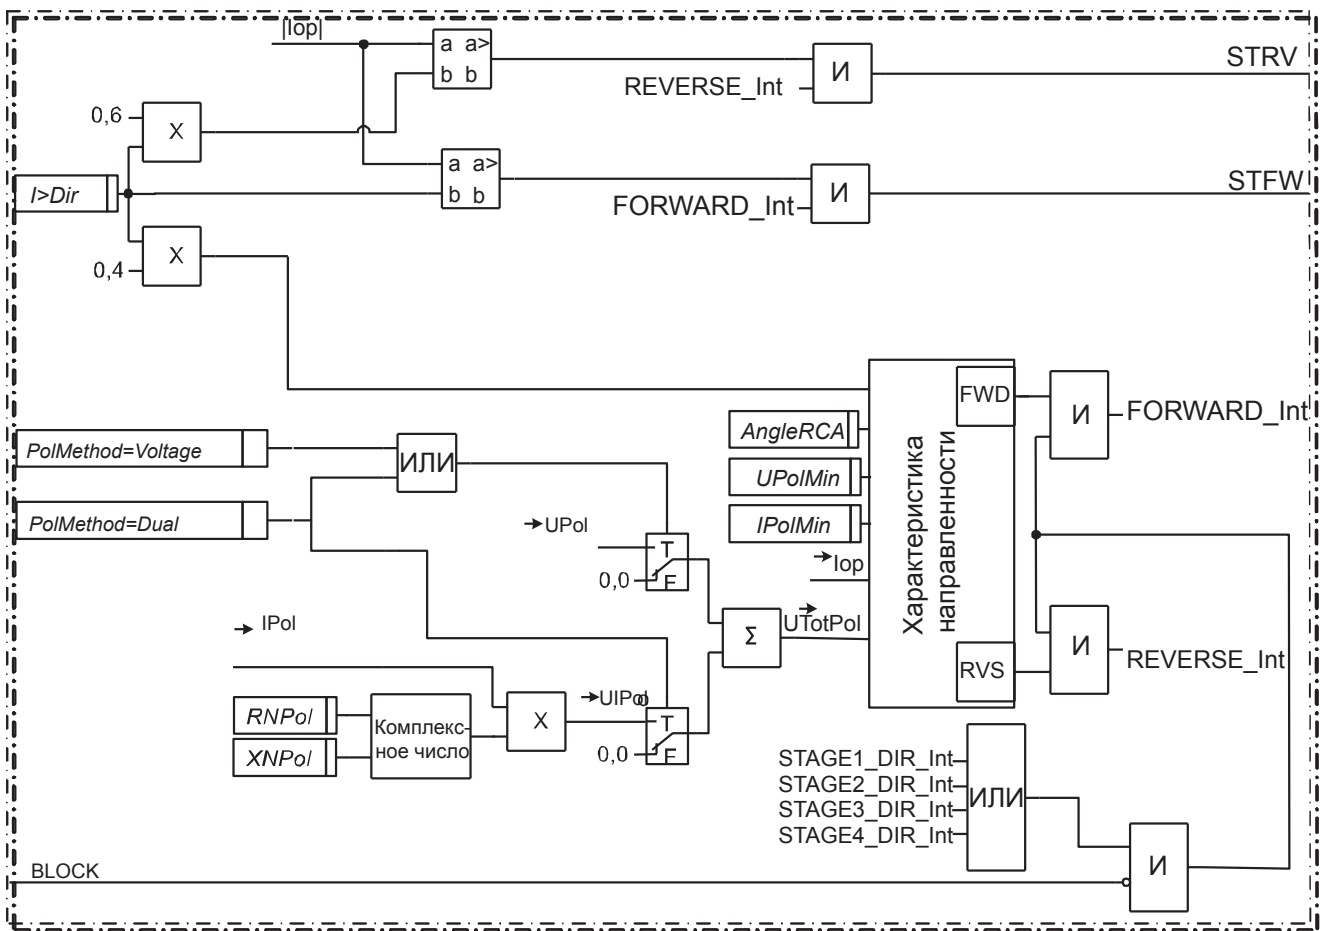 |Iop|
a a>
b b
И
STRV
REVERSE_Int
0,6
X
a a>
b b
И
STFW
I>Dir
FORWARD_Int
X
0,4
FWD
И
FORWARD_Int
AngleRCA
PolMethod=Voltage
ИЛИ
UPolMin
PolMethod=Dual
UPol
IPolMin
T
0,0
F
Iop
Характеристика
направленности
IPol
Σ
UTotPol
И
REVERSE_Int
RVS
UIPol
RNPol
Комплекс-
ное число
X
T
XNPol
0,0
F
STAGE1_DIR_Int
STAGE2_DIR_Int
ИЛИ
STAGE3_DIR_Int
STAGE4_DIR_Int
BLOCK
И